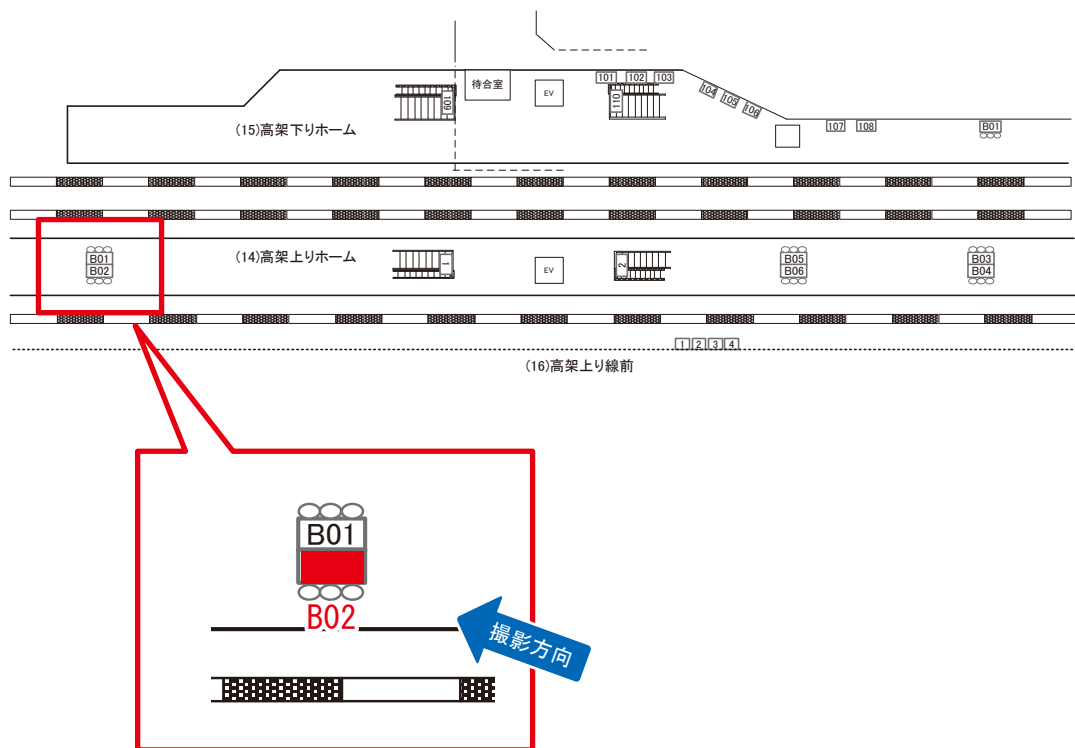 待合室
EV
101
102
103
104
105
106
109
110
107
108
B01
(15)高架下りホーム
B01
B02
(14)高架上りホーム
1
EV
2
B05
B06
B03
B04
1 2 3 4
(16)高架上り線前
B01
B02
撮影方向